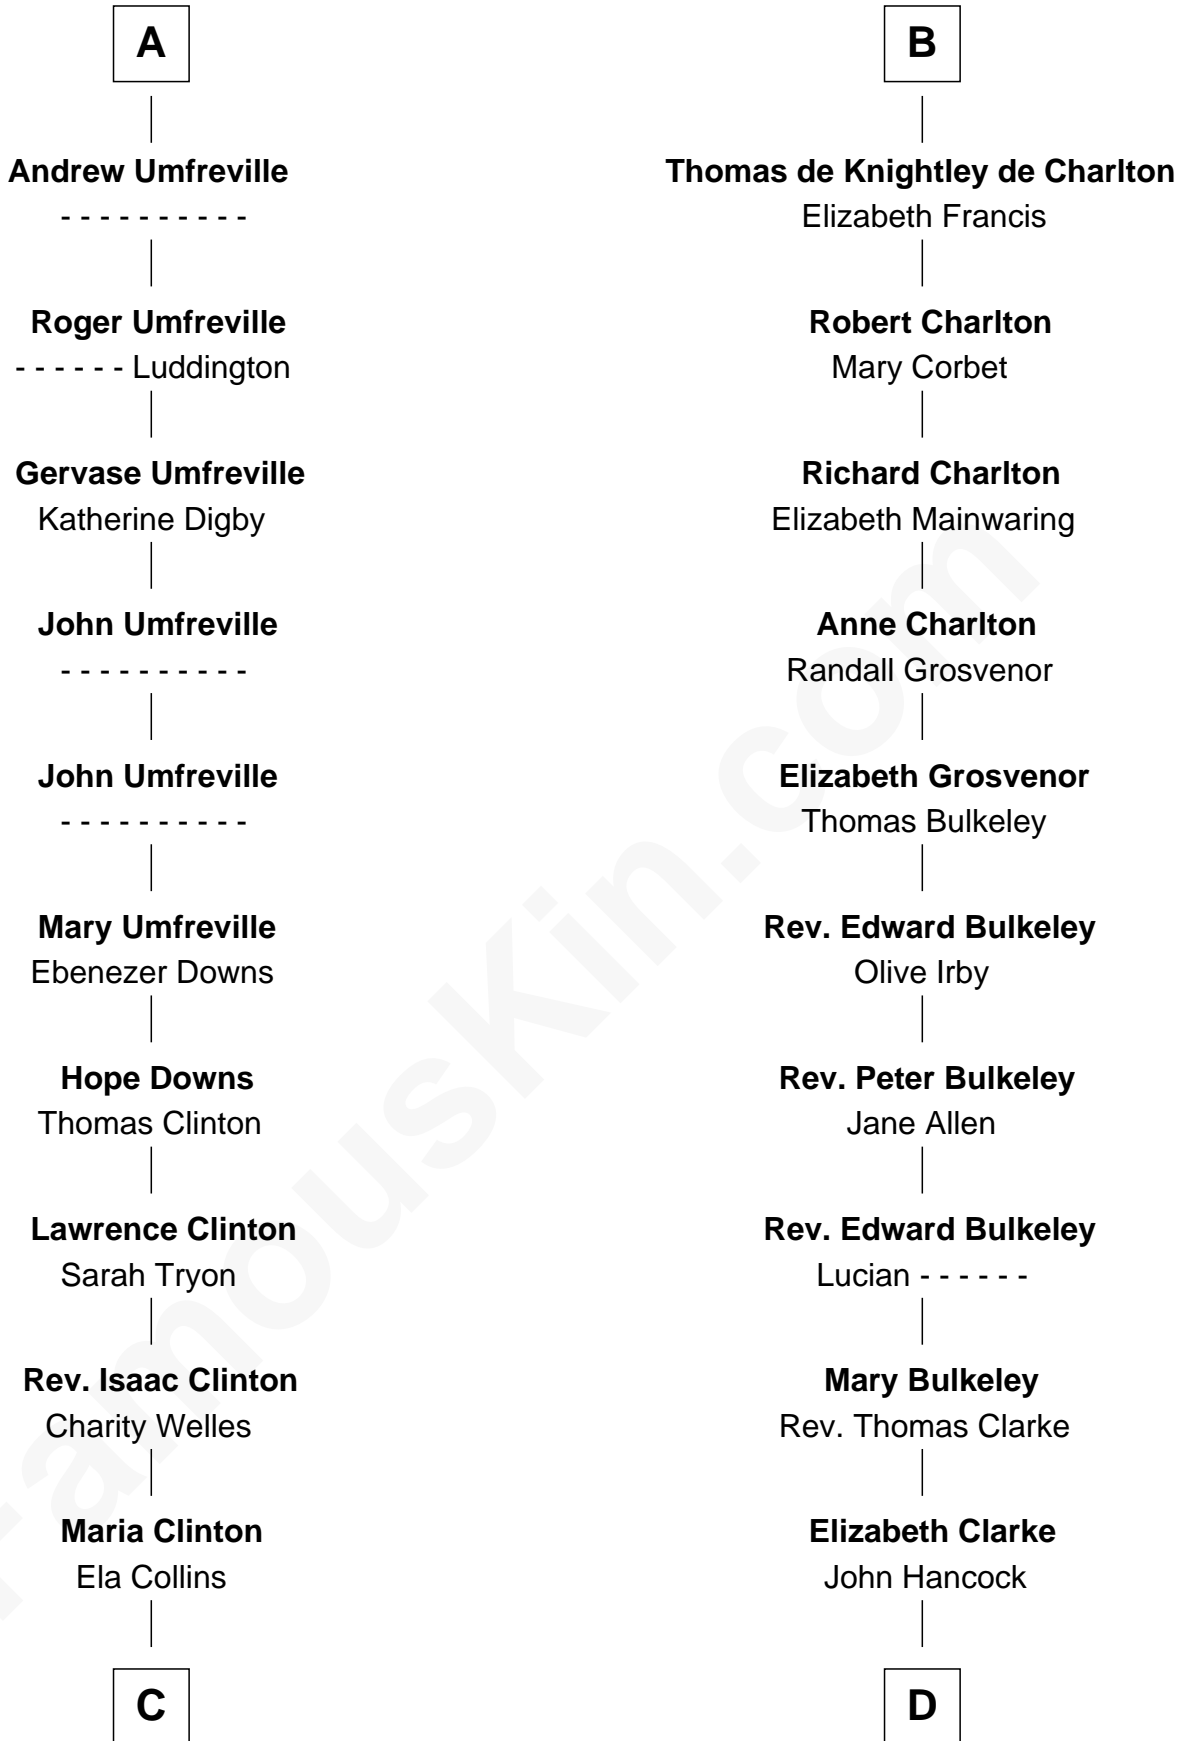 A
Andrew Umfreville
- - - - - - - - - -
Roger Umfreville
- - - - - - Luddington
Gervase Umfreville
Katherine Digby
John Umfreville
- - - - - - - - - -
John Umfreville
- - - - - - - - - -
Mary Umfreville
Ebenezer Downs
Hope Downs
Thomas Clinton
Lawrence Clinton
Sarah Tryon
Rev. Isaac Clinton
Charity Welles
Maria Clinton
Ela Collins
C
B
Thomas de Knightley de Charlton
Elizabeth Francis
Robert Charlton
Mary Corbet
Richard Charlton
Elizabeth Mainwaring
Anne Charlton
Randall Grosvenor
Elizabeth Grosvenor
Thomas Bulkeley
Rev. Edward Bulkeley
Olive Irby
Rev. Peter Bulkeley
Jane Allen
Rev. Edward Bulkeley
Lucian - - - - - -
Mary Bulkeley
Rev. Thomas Clarke
Elizabeth Clarke
John Hancock
D
FamousKin.com